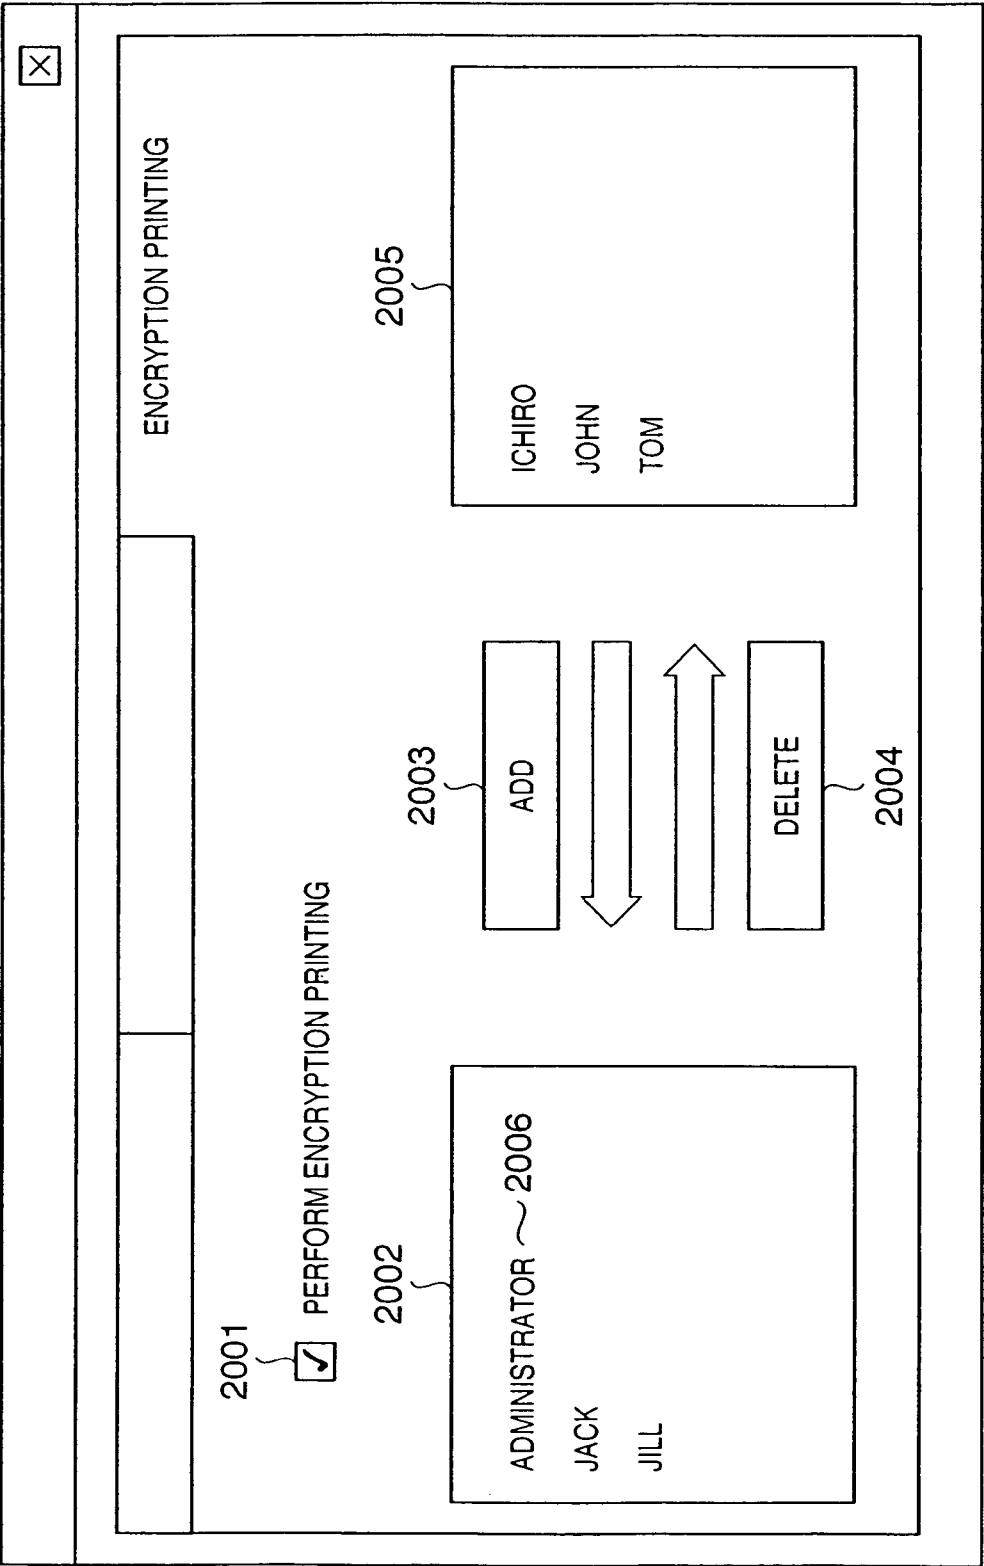 ENCRYPTION PRINTING
2001
PERFORM ENCRYPTION PRINTING
2002
2003
2005
ADMINISTRATOR 2006
JACK
JILL
ADD
DELETE
2004
ICHIRO
JOHN
TOM